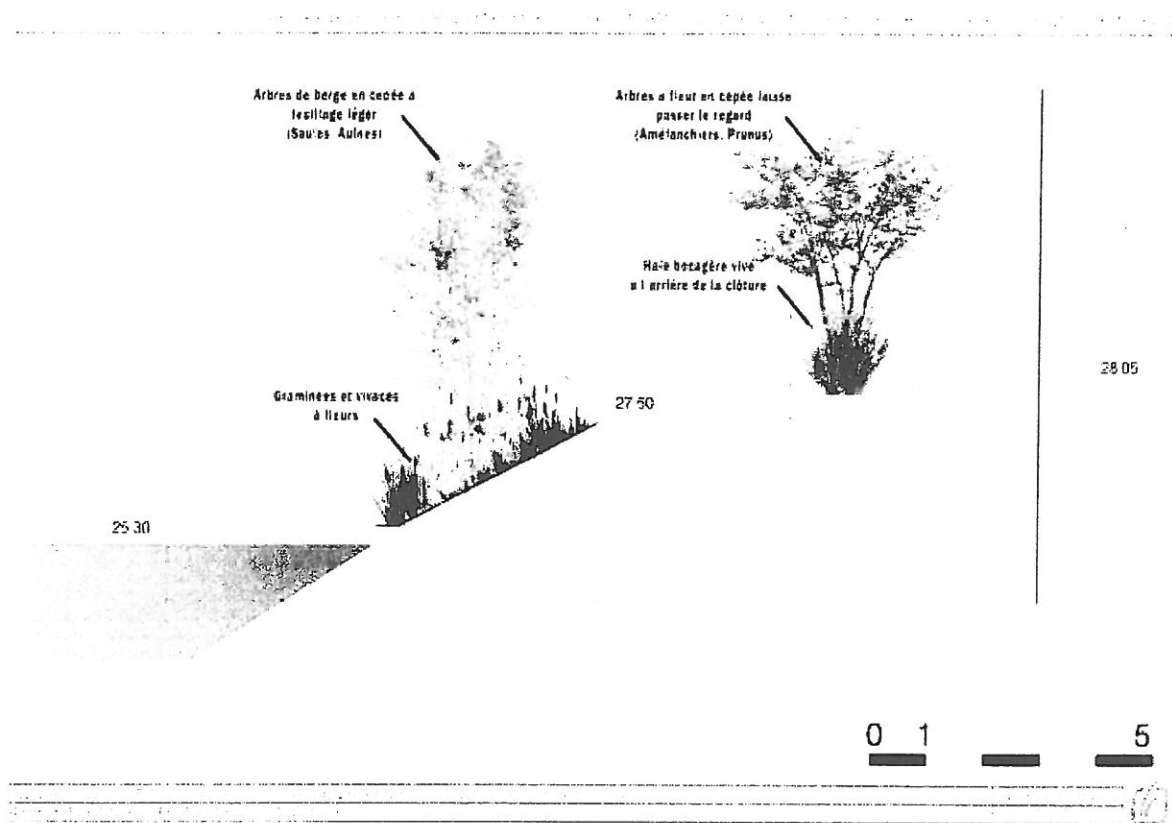 Arbres de berge en cépée à
feuillage léger
(Saules, Aulnes)
Arbres à fleur en cépée laisse
passer le regard
(Amélanchiers, Prunus)
Haie bocagère vive
à l'arrière de la clôture
Graminées et vivaces
à fleurs
27.60
28.05
25.30
0 1 5